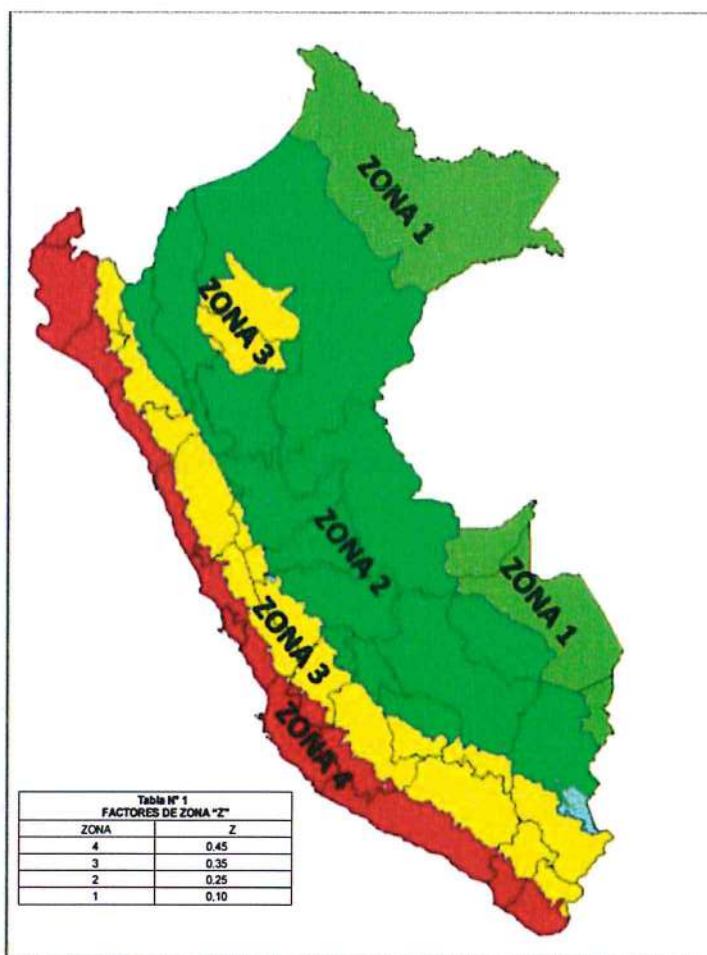 ZONA 1
ZONA 3
ZONA 2
ZONA 1
ZONA 3
ZONA 4
Tabla N° 1
FACTORES DE ZONA "Z"
ZONA Z
4 0.45
3 0.35
2 0.25
1 0.10